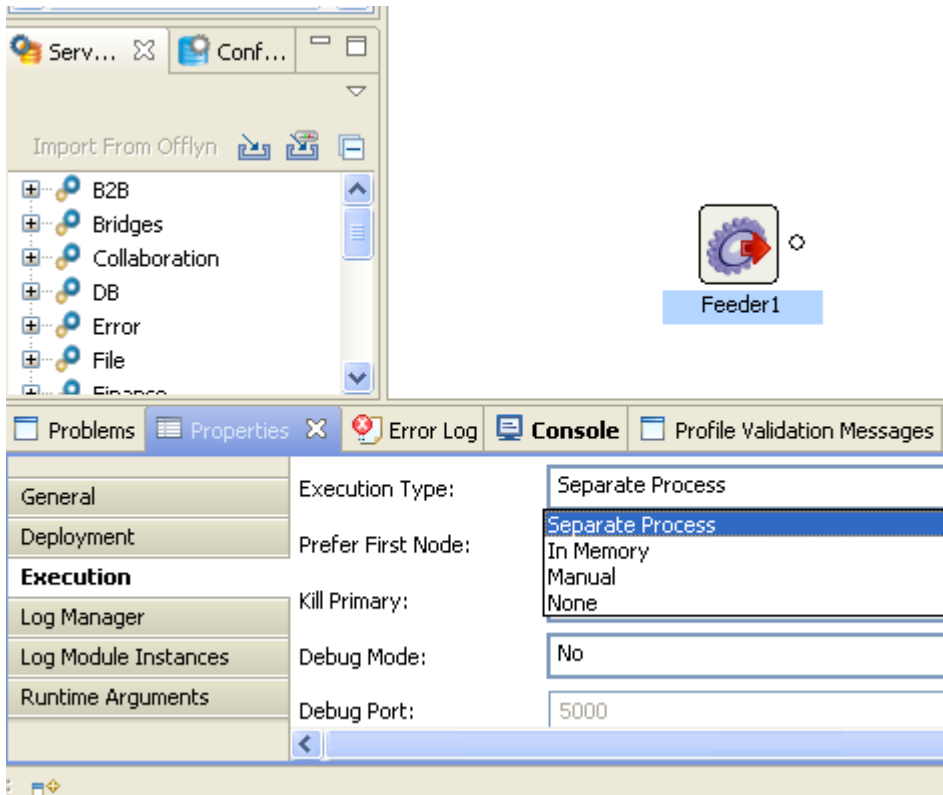 Serv...
Conf...
Import From Offlyn
B2B
Bridges
Collaboration
DB
Error
File
Finance
Feeder1
Problems
Properties
Error Log
Console
Profile Validation Messages
General
Deployment
Execution
Log Manager
Log Module Instances
Runtime Arguments
Execution Type:
Separate Process
Separate Process
In Memory
Manual
None
Prefer First Node:
Kill Primary:
Debug Mode:
No
Debug Port:
5000